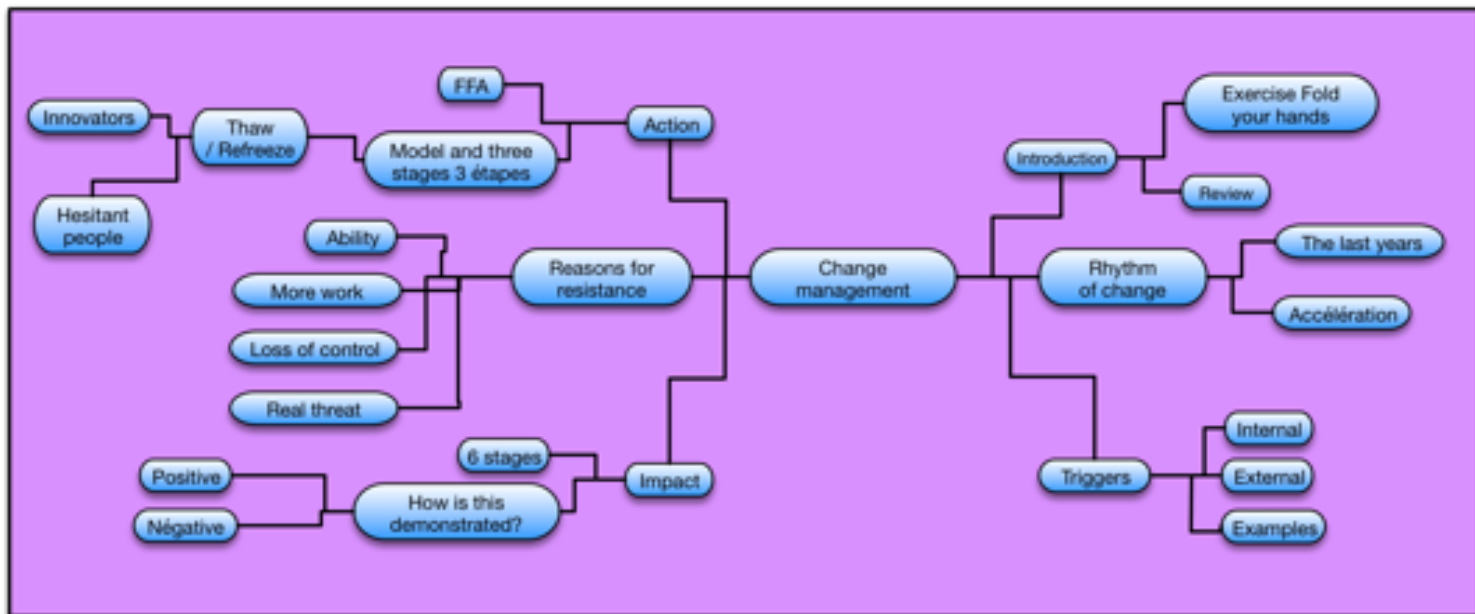 FFA
Innovators
Thaw
/ Refreeze
Model and three
stages 3 étapes
Action
Hesitant
people
Ability
More work
Loss of control
Real threat
Reasons for
resistance
Positive
Négative
6 stages
How is this
demonstrated?
Impact
Change
management
Introduction
Exercise Fold
your hands
Review
Rhythm
of change
The last years
Accélération
Triggers
Internal
External
Examples